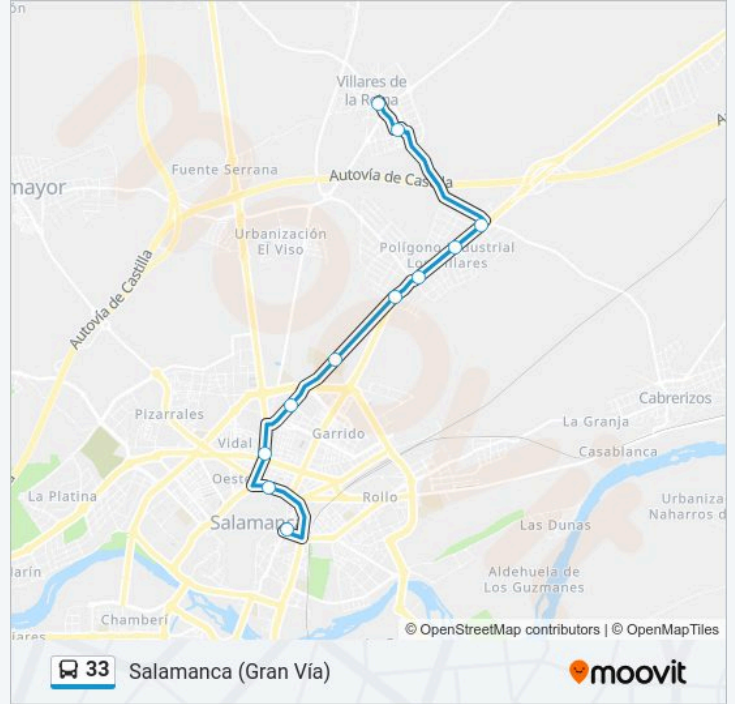 ón
Villares de
la Reina
mayor
Fuente Serrana
Autovía de Castilla
A
Urbanización
El Viso
Polígono Industrial
Los Villares
Autovía de Castilla
Cabrerizos
Pizarrales
La Granja
Garrido
Vidal
Casablanca
Oeste
La Platina
Rollo
Urbaniza
Naharros d
Salamanca
Las Dunas
larín
Aldehuela de
Los Guzmanes
Chamberí
jares
© OpenStreetMap contributors | © OpenMapTiles
33 Salamanca (Gran Vía)
moovit